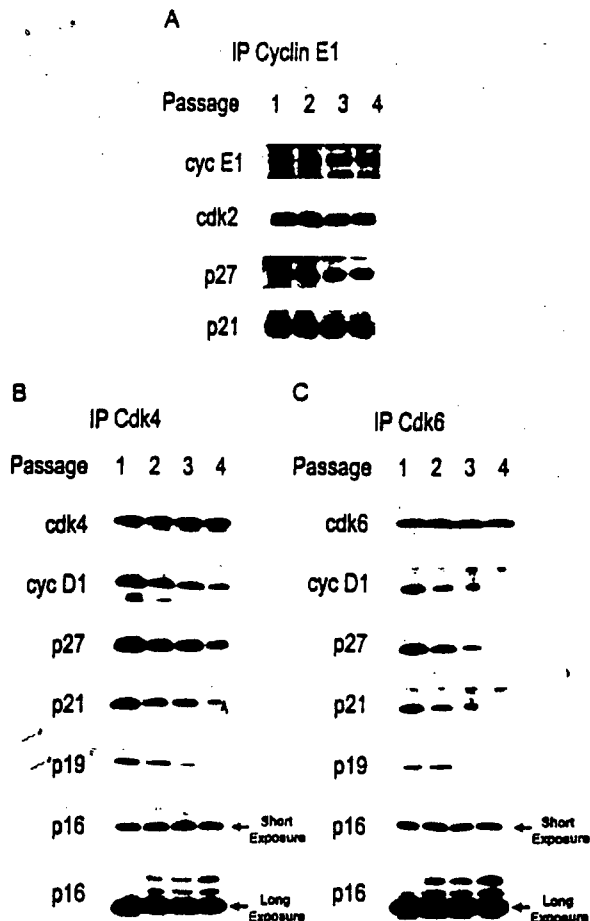 A
IP Cyclin E1
Passage 1 2 3 4
cyc E1
cdk2
p27
p21
B
IP Cdk4
Passage 1 2 3 4
cdk4
cyc D1
p27
p21
p19
p16 Short Exposure
p16 Long Exposure
C
IP Cdk6
Passage 1 2 3 4
cdk6
cyc D1
p27
p21
p19
p16 Short Exposure
p16 Long Exposure